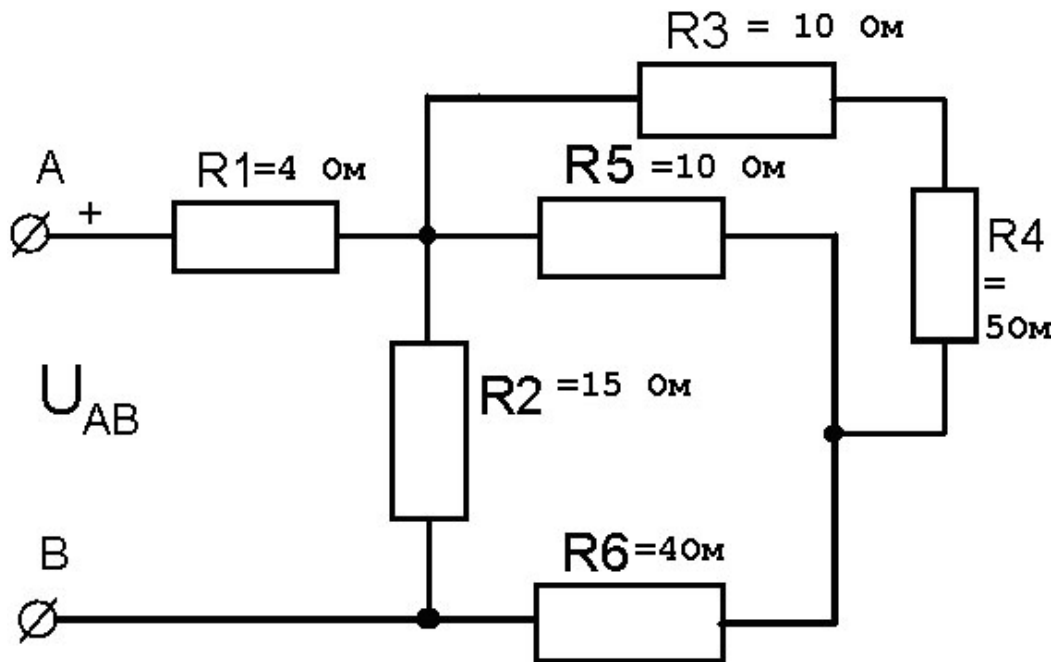 R3 = 10 Ом
A
R1=4 Ом
R5 =10 Ом
+
R4
=
5Ом
U_AB
R2 =15 Ом
B
R6 =4Ом